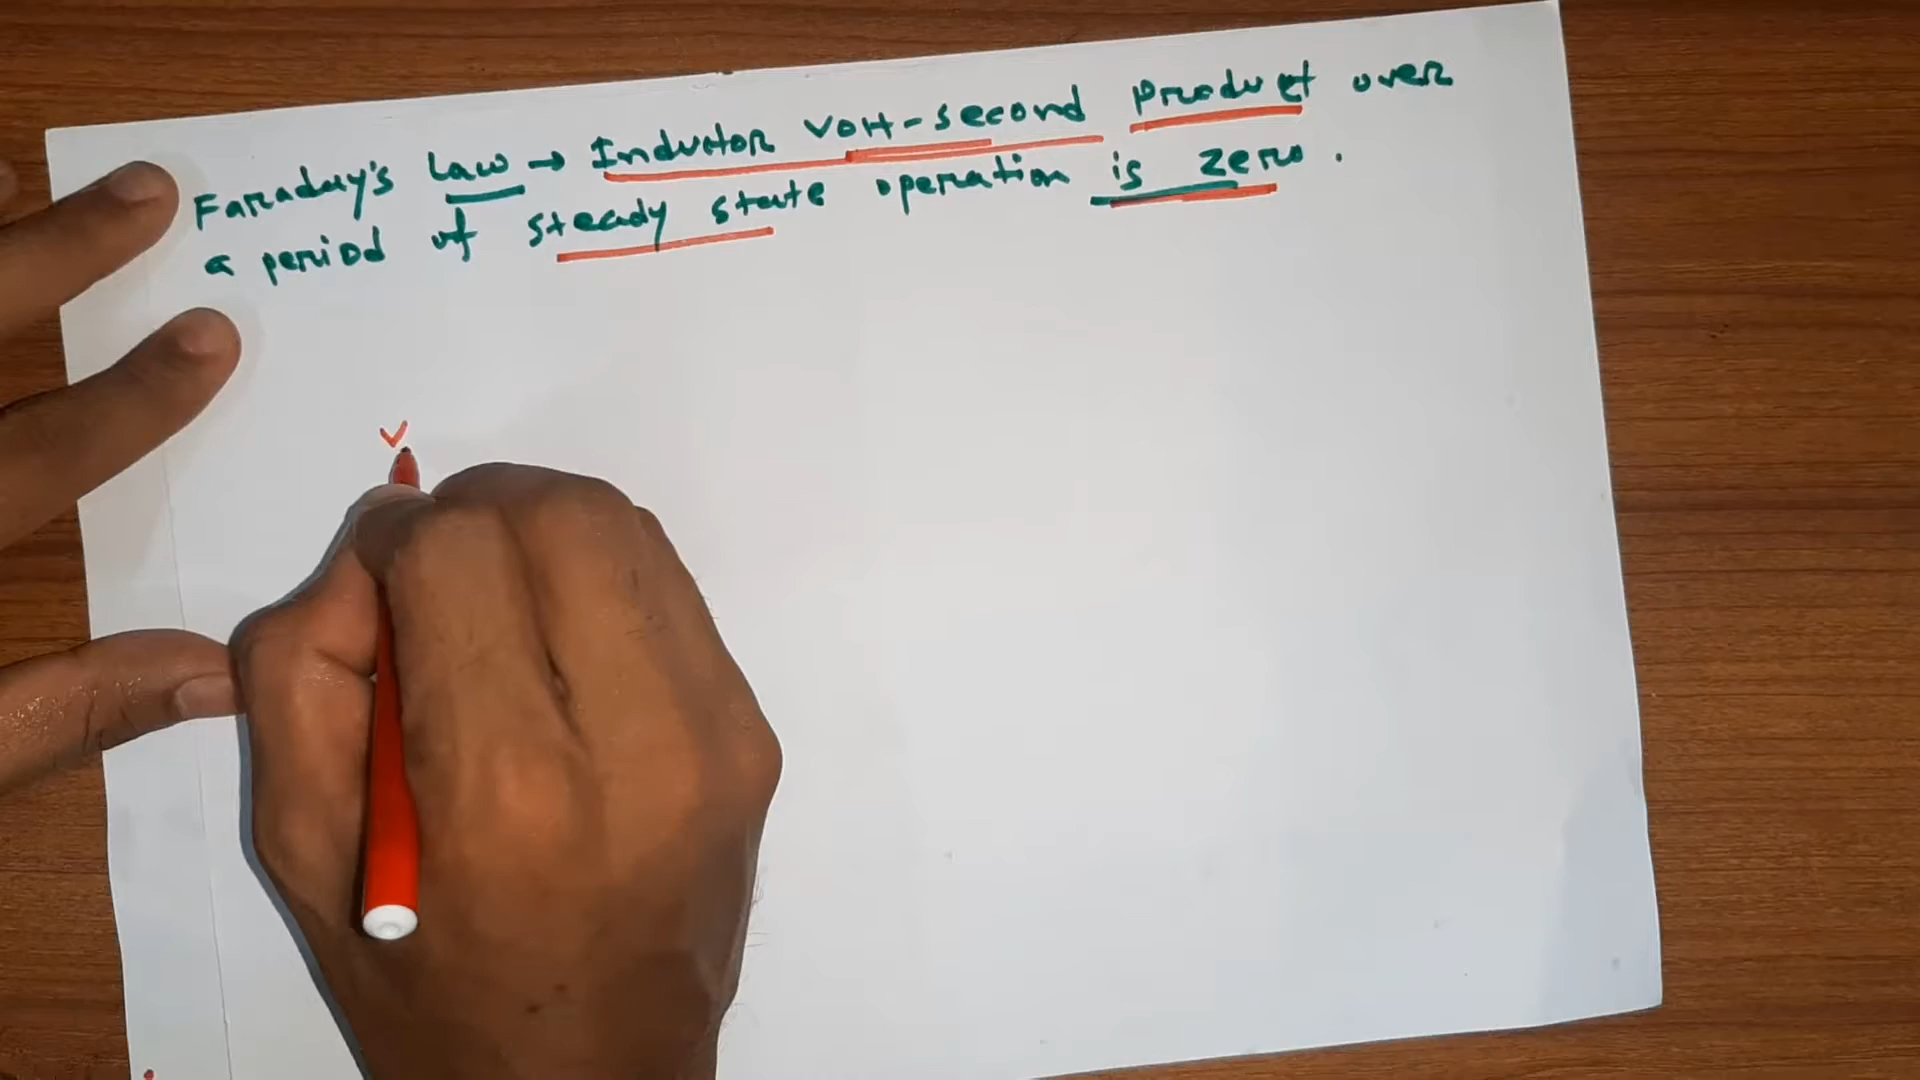 Faraday's Law → Inductor Volt-second Product over
a period of steady state operation is zero.
V